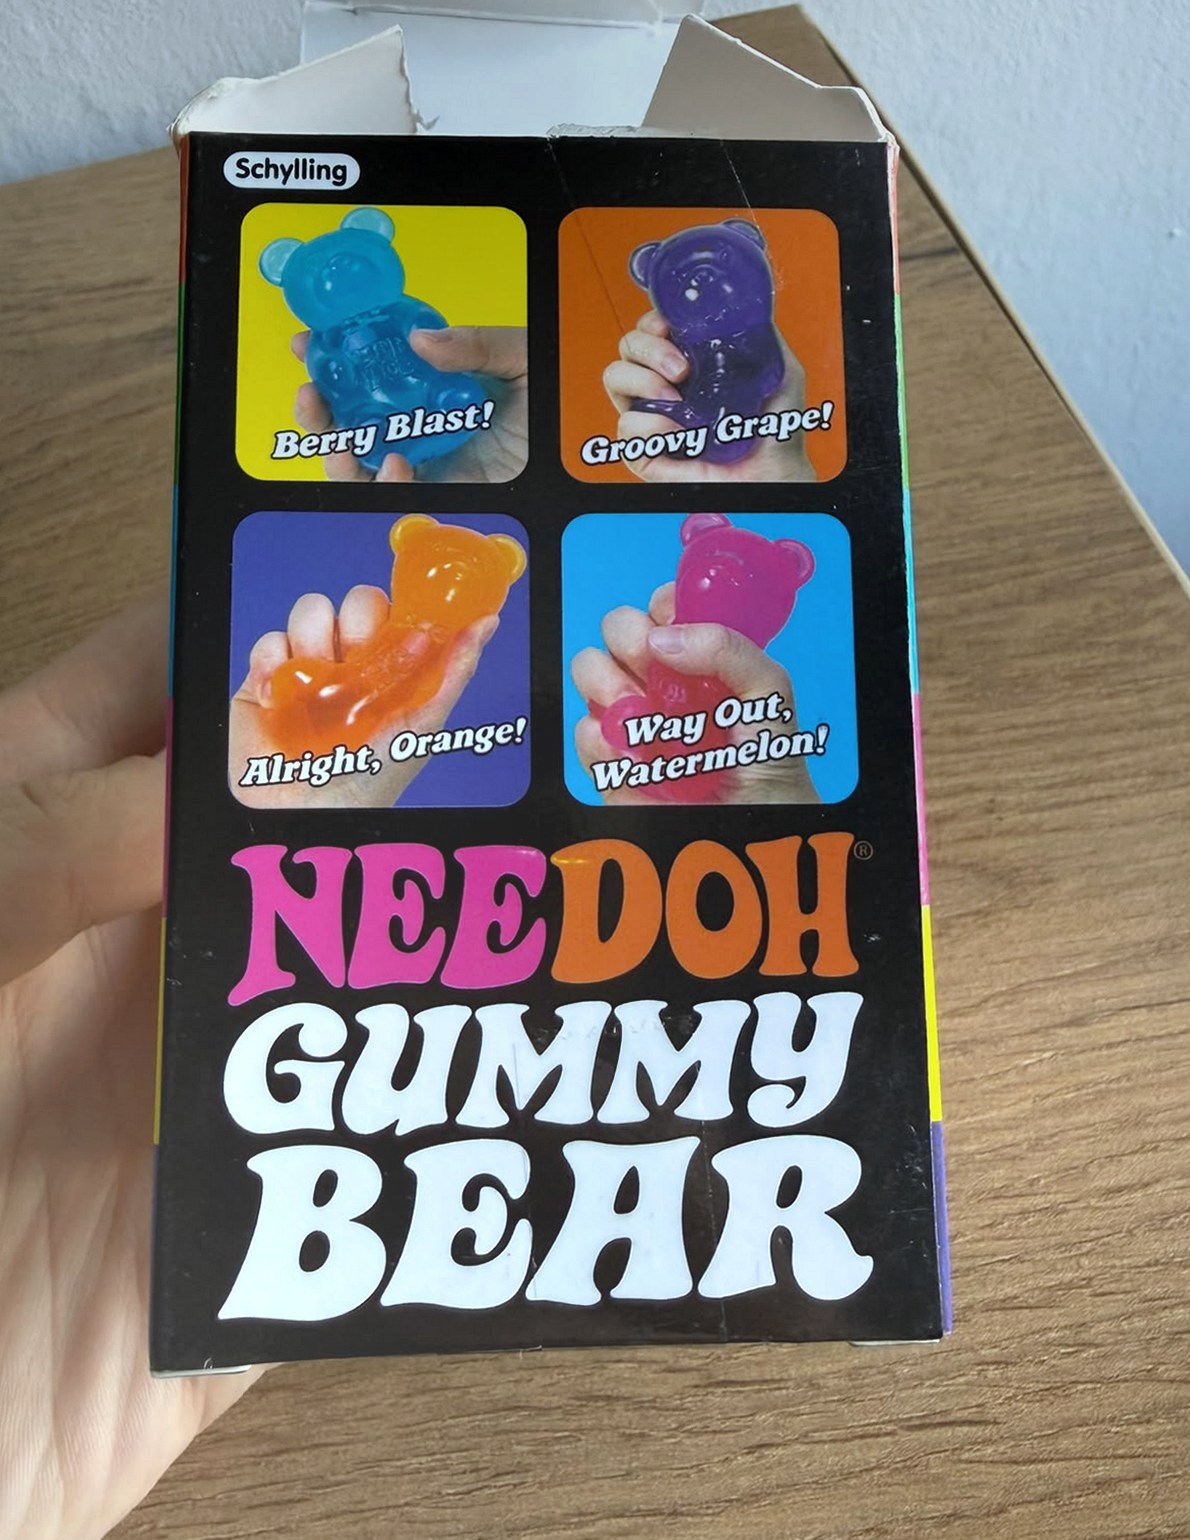 Schylling
Berry Blast!
Groovy Grape!
Alright, Orange!
Way Out,
Watermelon!
NEEDOH®
GUMMY
BEAR